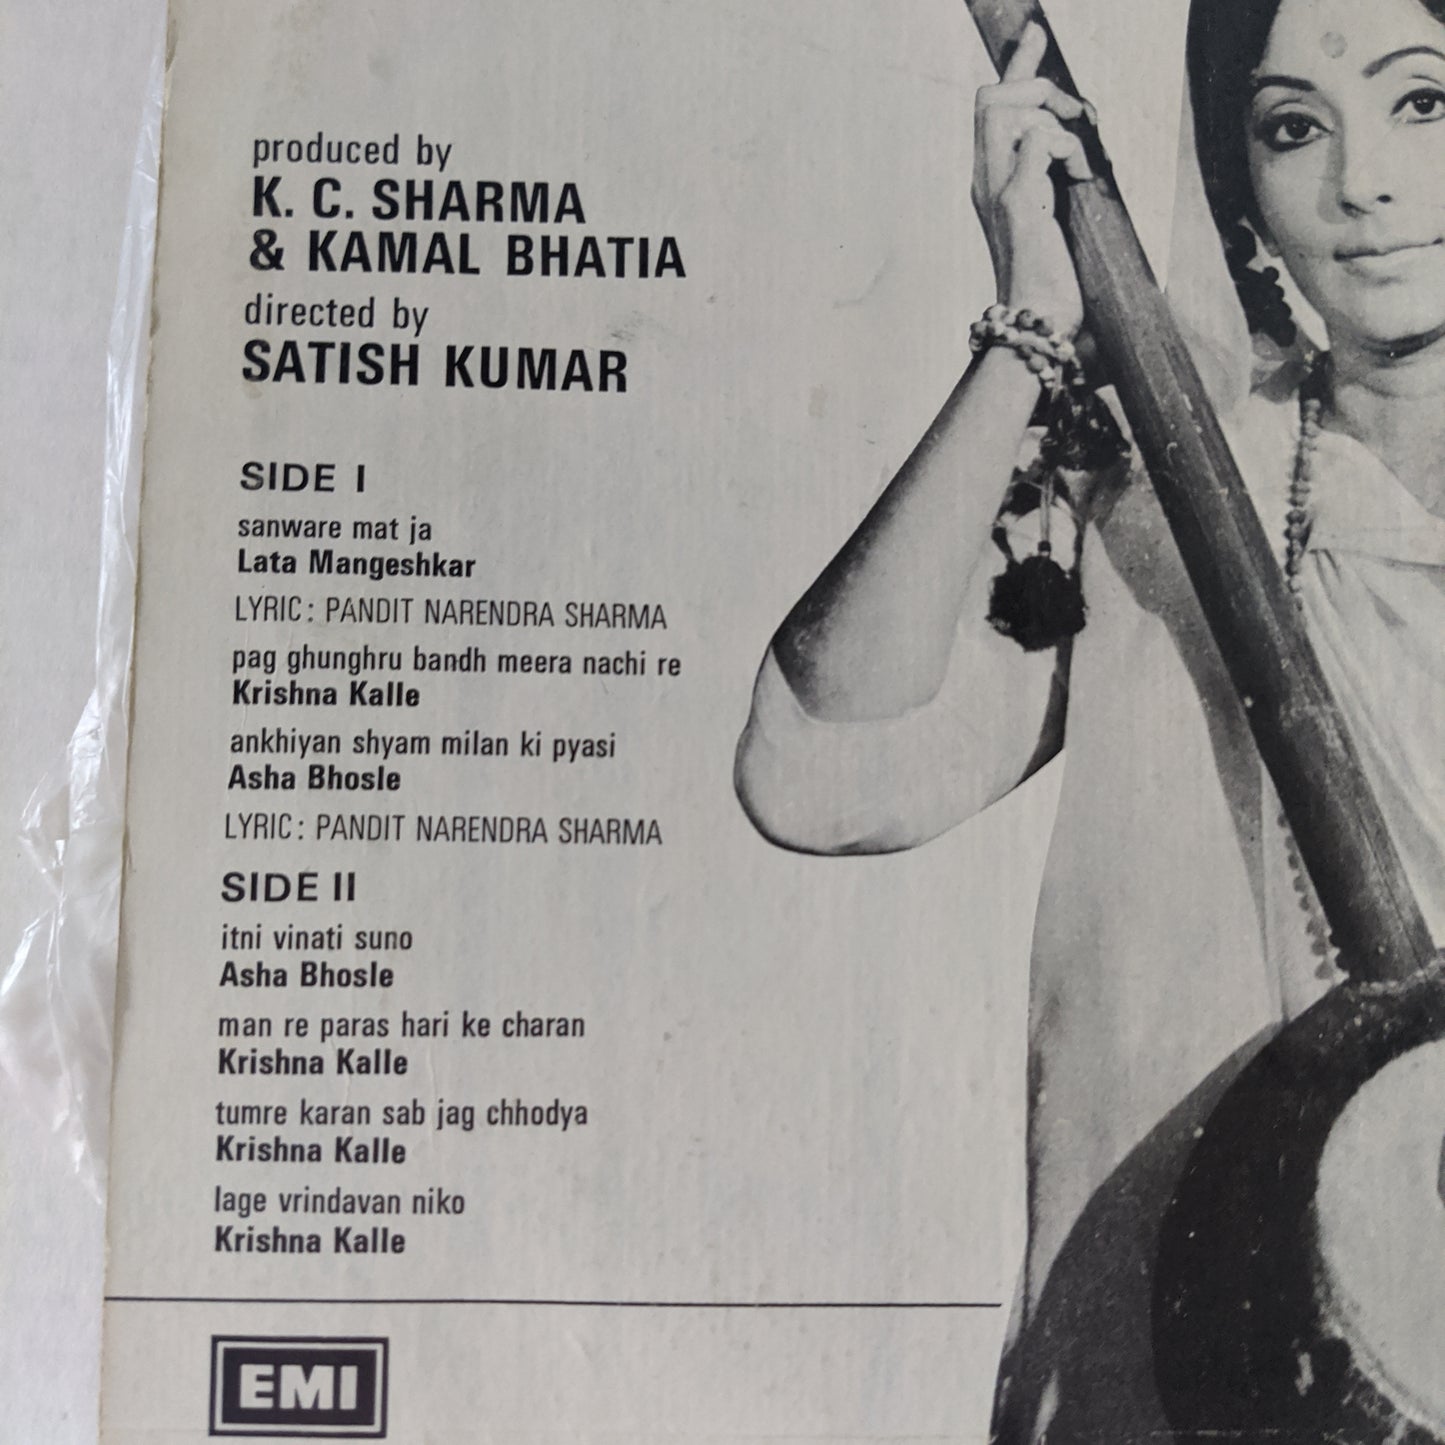 produced by
K. C. SHARMA
& KAMAL BHATIA
directed by
SATISH KUMAR
SIDE I
sanware mat ja
Lata Mangeshkar
LYRIC: PANDIT NARENDRA SHARMA
pag ghunghru bandh meera nachi re
Krishna Kalle
ankhiyan shyam milan ki pyasi
Asha Bhosle
LYRIC: PANDIT NARENDRA SHARMA
SIDE II
itni vinati suno
Asha Bhosle
man re paras hari ke charan
Krishna Kalle
tumre karan sab jag chhodya
Krishna Kalle
lage vrindavan niko
Krishna Kalle
EMI